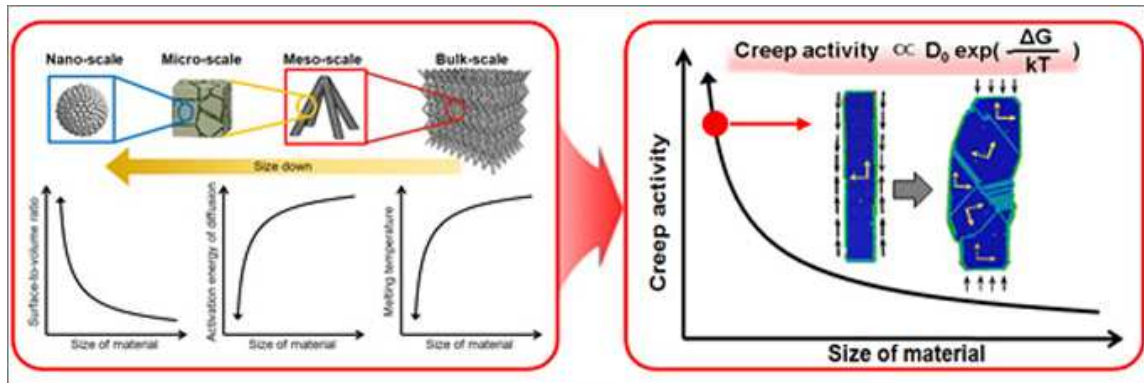 Nano-scale
Micro-scale
Meso-scale
Bulk-scale
Size down
Surface-to-volume ratio
Size of material
Activation energy of diffusion
Size of material
Melting temperature
Size of material
Creep activity ∝ D₀ exp(-ΔG/kT)
Creep activity
Size of material